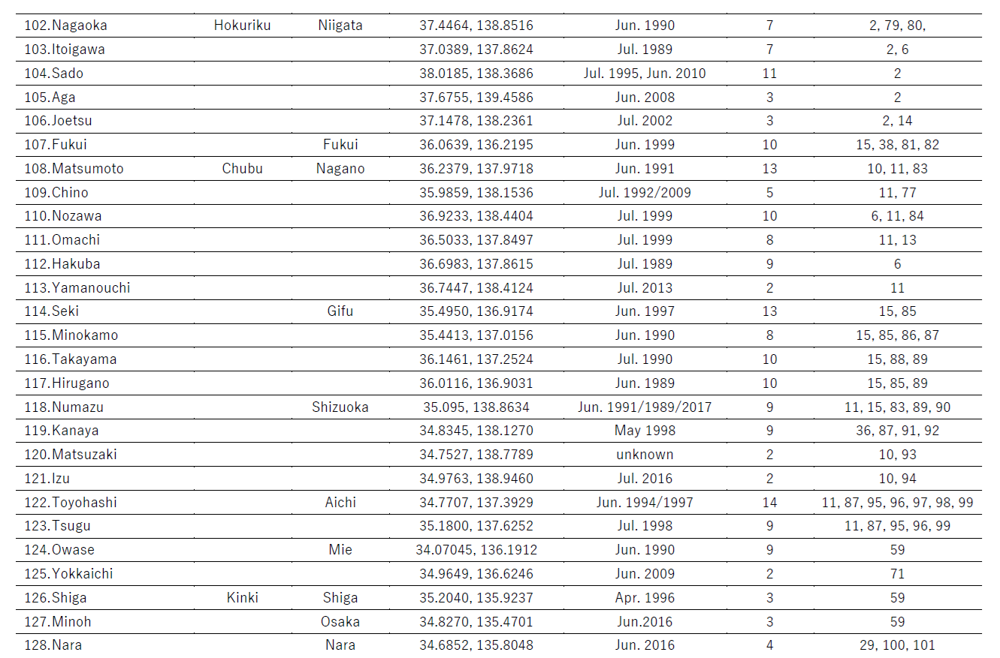 102.Nagaoka Hokuriku Niigata 37.4464, 138.8516 Jun. 1990 7 2, 79, 80,
103.Itoigawa 37.0389, 137.8624 Jul. 1989 7 2, 6
104.Sado 38.0185, 138.3686 Jul. 1995, Jun. 2010 11 2
105.Aga 37.6755, 139.4586 Jun. 2008 3 2
106.Joetsu 37.1478, 138.2361 Jul. 2002 3 2, 14
107.Fukui Fukui 36.0639, 136.2195 Jun. 1999 10 15, 38, 81, 82
108.Matsumoto Chubu Nagano 36.2379, 137.9718 Jun. 1991 13 10, 11, 83
109.Chino 35.9859, 138.1536 Jul. 1992/2009 5 11, 77
110.Nozawa 36.9233, 138.4404 Jul. 1999 10 6, 11, 84
111.Omachi 36.5033, 137.8497 Jul. 1999 8 11, 13
112.Hakuba 36.6983, 137.8615 Jul. 1989 9 6
113.Yamanouchi 36.7447, 138.4124 Jul. 2013 2 11
114.Seki Gifu 35.4950, 136.9174 Jun. 1997 13 15, 85
115.Minokamo 35.4413, 137.0156 Jun. 1990 8 15, 85, 86, 87
116.Takayama 36.1461, 137.2524 Jul. 1990 10 15, 88, 89
117.Hirugano 36.0116, 136.9031 Jun. 1989 10 15, 85, 89
118.Numazu Shizuoka 35.095, 138.8634 Jun. 1991/1989/2017 9 11, 15, 83, 89, 90
119.Kanaya 34.8345, 138.1270 May 1998 9 36, 87, 91, 92
120.Matsuzaki 34.7527, 138.7789 unknown 2 10, 93
121.Izu 34.9763, 138.9460 Jul. 2016 2 10, 94
122.Toyohashi Aichi 34.7707, 137.3929 Jun. 1994/1997 14 11, 87, 95, 96, 97, 98, 99
123.Tsugu 35.1800, 137.6252 Jul. 1998 9 11, 87, 95, 96, 99
124.Owase Mie 34.07045, 136.1912 Jun. 1990 9 59
125.Yokkaichi 34.9649, 136.6246 Jun. 2009 2 71
126.Shiga Kinki Shiga 35.2040, 135.9237 Apr. 1996 3 59
127.Minoh Osaka 34.8270, 135.4701 Jun.2016 3 59
128.Nara Nara 34.6852, 135.8048 Jun. 2016 4 29, 100, 101